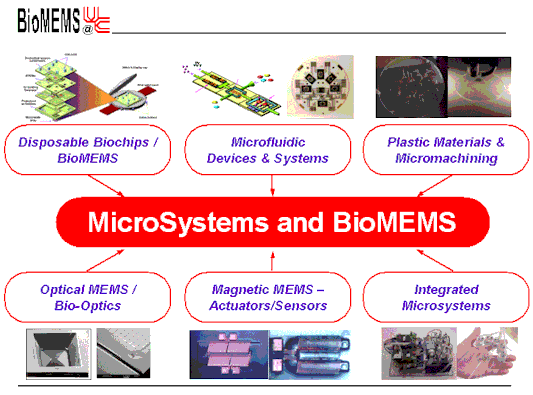 BioMEMS@UC
Disposable Biochips /
BioMEMS
Microfluidic
Devices & Systems
Plastic Materials &
Micromachining
MicroSystems and BioMEMS
Optical MEMS /
Bio-Optics
Magnetic MEMS –
Actuators/Sensors
Integrated
Microsystems